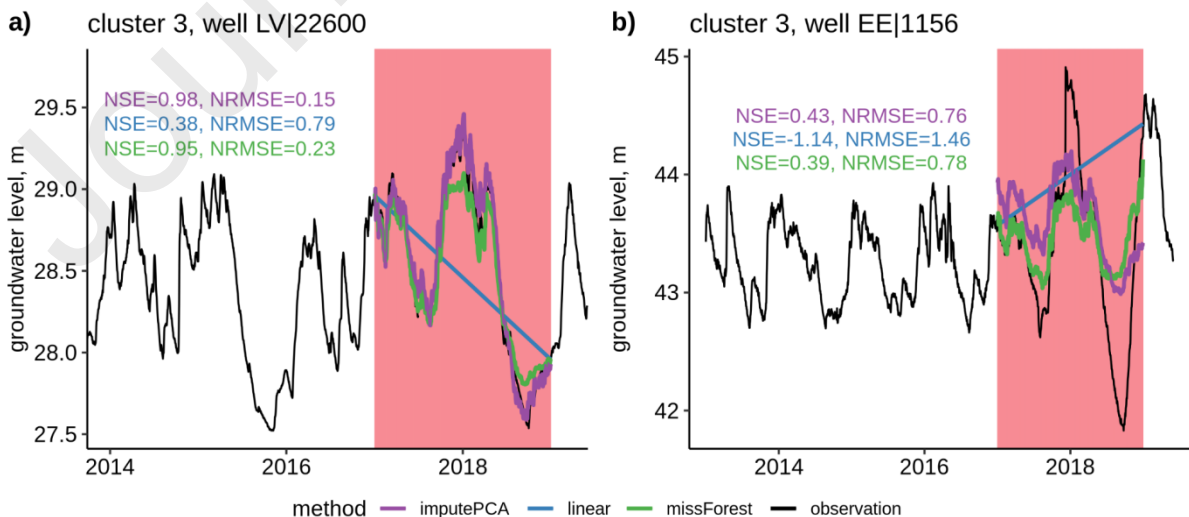 a) cluster 3, well LV|22600
groundwater level, m
29.5
29.0
28.5
28.0
27.5
NSE=0.98, NRMSE=0.15
NSE=0.38, NRMSE=0.79
NSE=0.95, NRMSE=0.23
2014 2016 2018
b) cluster 3, well EE|1156
groundwater level, m
45
44
43
42
NSE=0.43, NRMSE=0.76
NSE=-1.14, NRMSE=1.46
NSE=0.39, NRMSE=0.78
2014 2016 2018
method imputePCA linear missForest observation
Jour